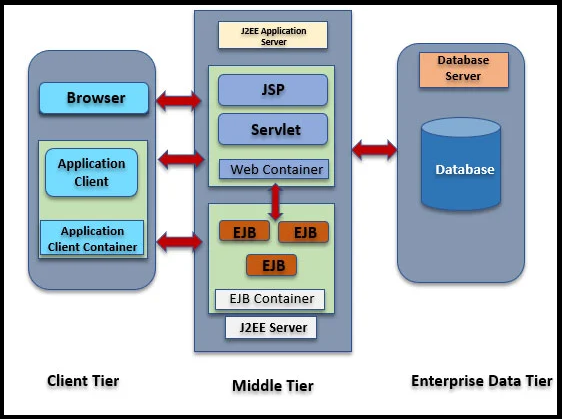 Browser
Application
Client
Application
Client Container
Client Tier
J2EE Application
Server
JSP
Servlet
Web Container
EJB
EJB
EJB
EJB Container
J2EE Server
Middle Tier
Database
Server
Database
Enterprise Data Tier